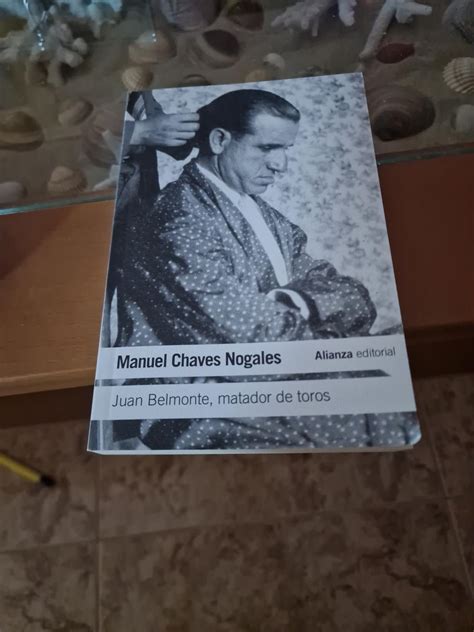 Manuel Chaves Nogales Alianza editorial
Juan Belmonte, matador de toros